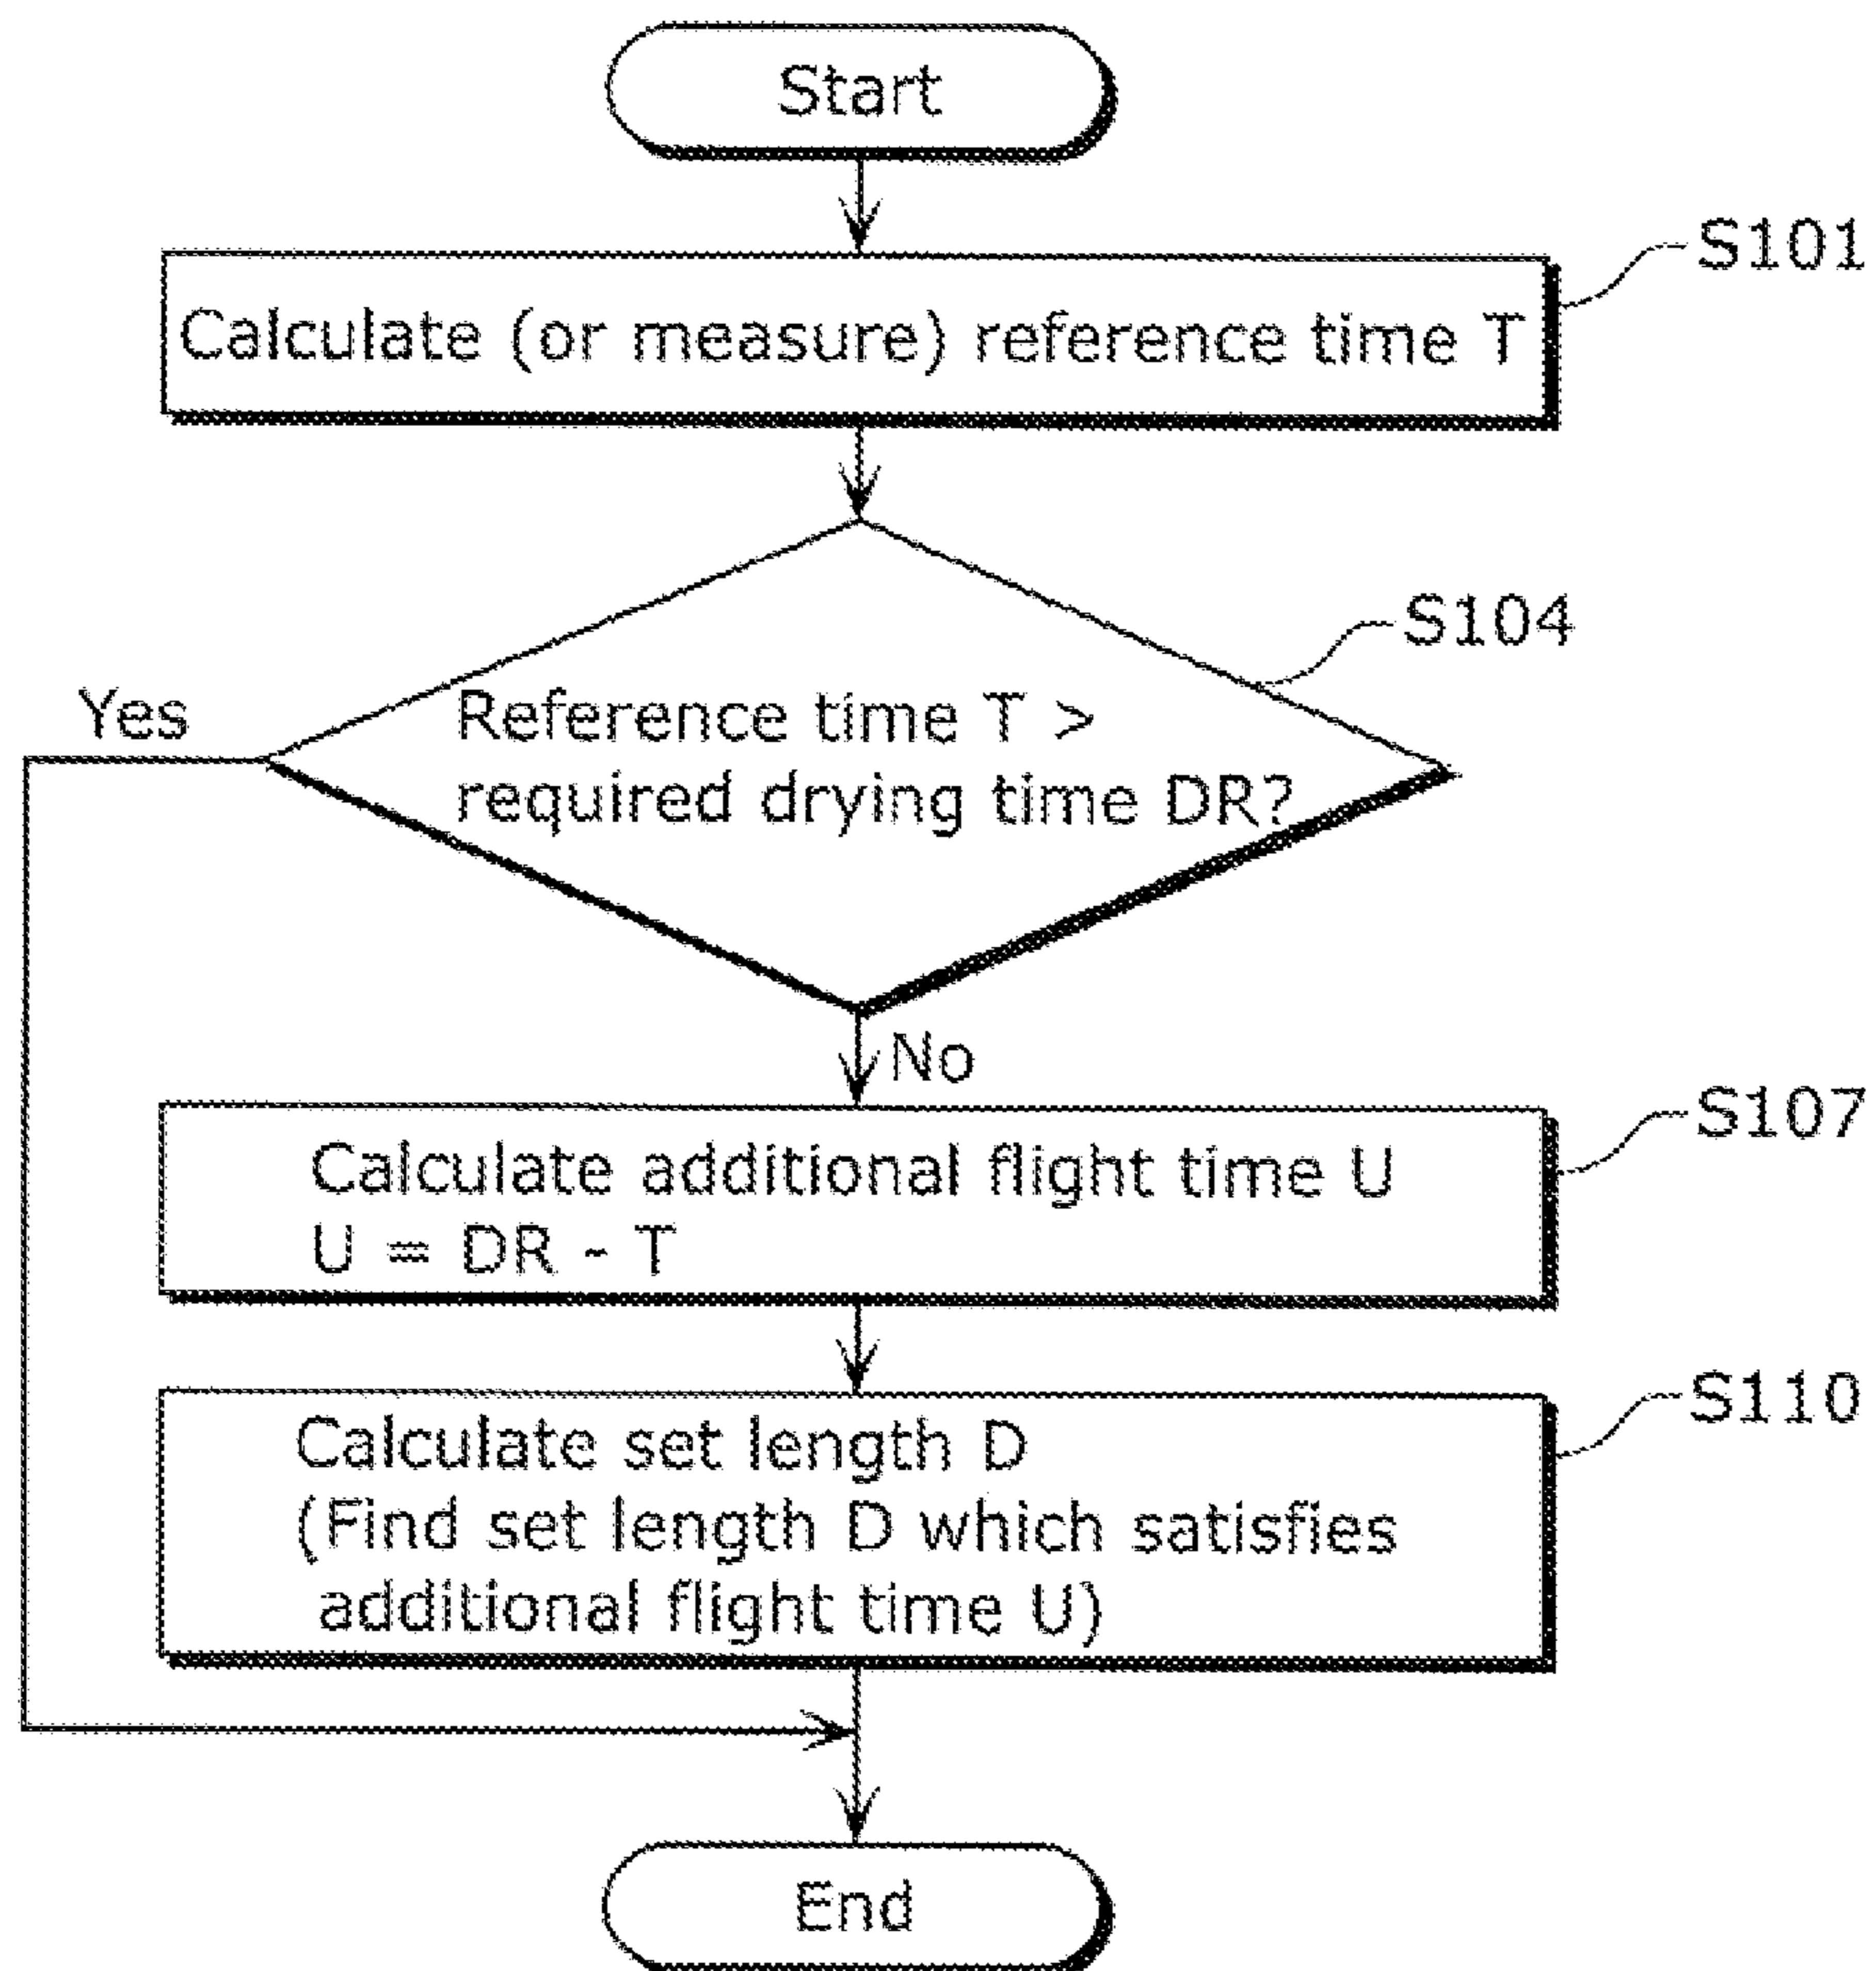 Start
S101
Calculate (or measure) reference time T
S104
Yes
Reference time T >
required drying time DR?
No
S107
Calculate additional flight time U
U = DR - T
S110
Calculate set length D
(Find set length D which satisfies
additional flight time U)
End